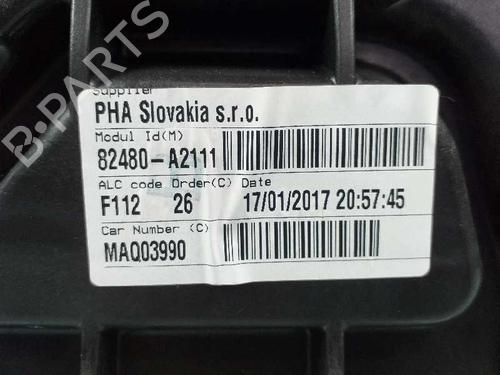 B-PARTS
Supplier
PHA Slovakia s.r.o.
Modul Id(M)
82480-A2111
ALC code Order(C) Date
F112 26 17/01/2017 20:57:45
Car Number (C)
MAQ03990